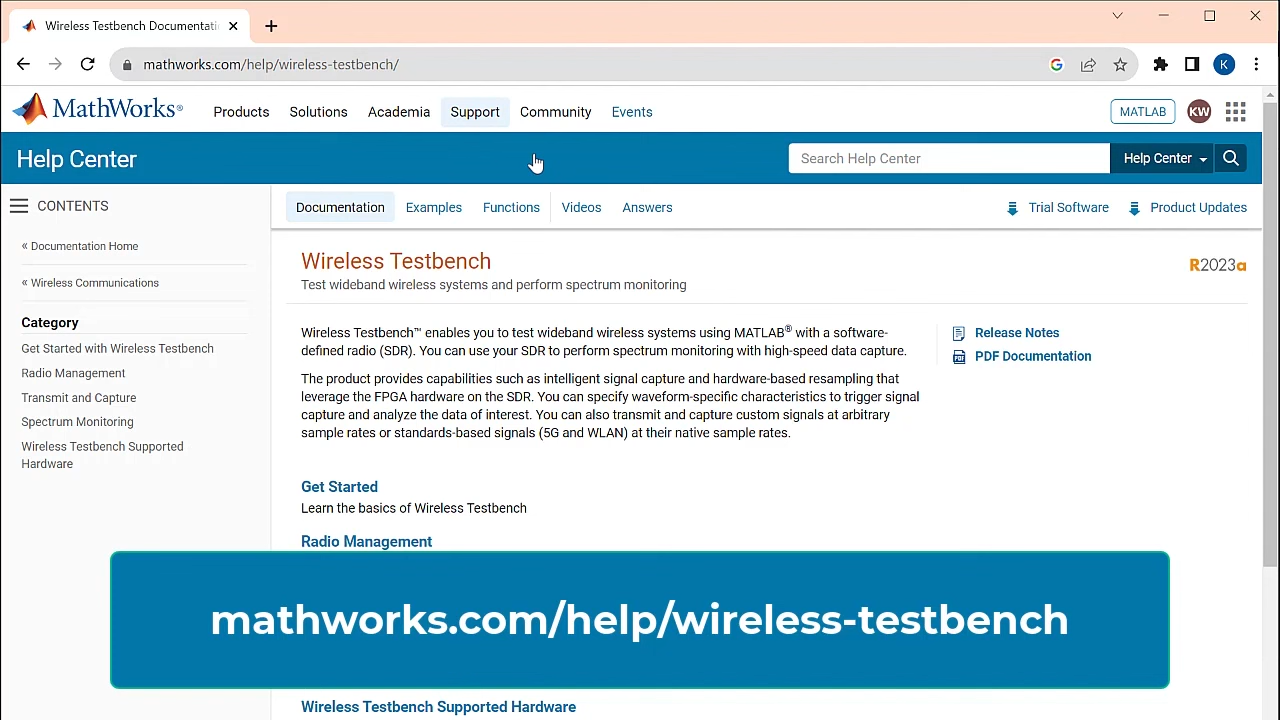 Wireless Testbench Documentati
mathworks.com/help/wireless-testbench/
K
MathWorks®
Products
Solutions
Academia
Support
Community
Events
MATLAB
KW
Help Center
Search Help Center
Help Center
CONTENTS
Documentation
Examples
Functions
Videos
Answers
Trial Software
Product Updates
« Documentation Home
« Wireless Communications
Category
Get Started with Wireless Testbench
Radio Management
Transmit and Capture
Spectrum Monitoring
Wireless Testbench Supported
Hardware
Wireless Testbench
R2023a
Test wideband wireless systems and perform spectrum monitoring
Wireless Testbench™ enables you to test wideband wireless systems using MATLAB® with a software-
defined radio (SDR). You can use your SDR to perform spectrum monitoring with high-speed data capture.
The product provides capabilities such as intelligent signal capture and hardware-based resampling that
leverage the FPGA hardware on the SDR. You can specify waveform-specific characteristics to trigger signal
capture and analyze the data of interest. You can also transmit and capture custom signals at arbitrary
sample rates or standards-based signals (5G and WLAN) at their native sample rates.
Release Notes
PDF Documentation
Get Started
Learn the basics of Wireless Testbench
Radio Management
mathworks.com/help/wireless-testbench
Wireless Testbench Supported Hardware